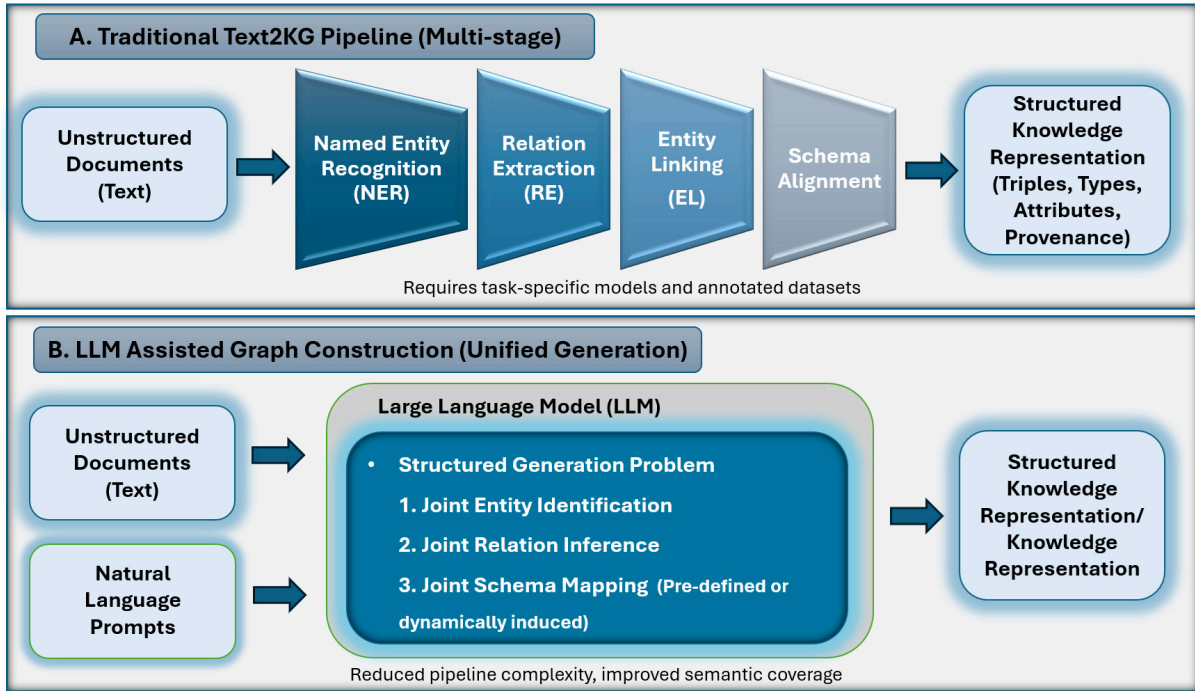 A. Traditional Text2KG Pipeline (Multi-stage)
Unstructured
Documents
(Text)
Named Entity
Recognition
(NER)
Relation
Extraction
(RE)
Entity
Linking
(EL)
Schema
Alignment
Structured
Knowledge
Representation
(Triples, Types,
Attributes,
Provenance)
Requires task-specific models and annotated datasets
B. LLM Assisted Graph Construction (Unified Generation)
Unstructured
Documents
(Text)
Natural
Language
Prompts
Large Language Model (LLM)
• Structured Generation Problem
1. Joint Entity Identification
2. Joint Relation Inference
3. Joint Schema Mapping (Pre-defined or
dynamically induced)
Structured
Knowledge
Representation/
Knowledge
Representation
Reduced pipeline complexity, improved semantic coverage